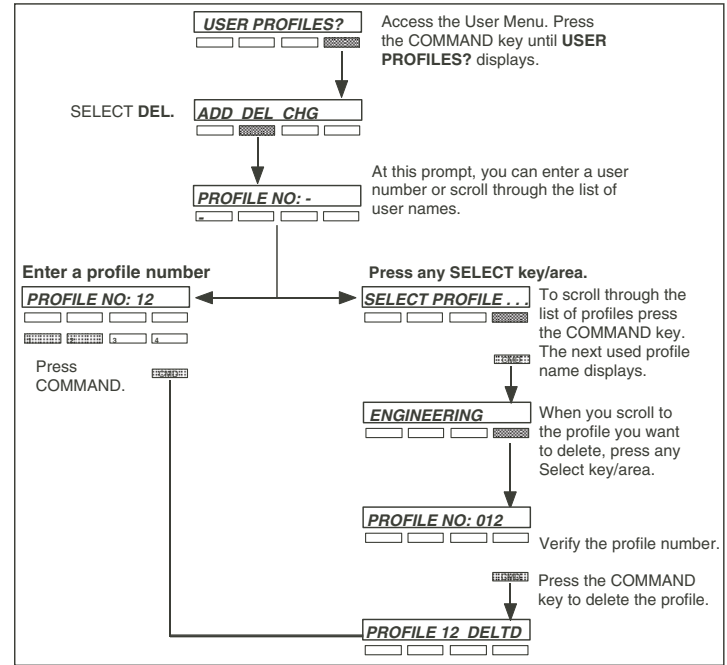 USER PROFILES?
Access the User Menu. Press
the COMMAND key until USER
PROFILES? displays.
SELECT DEL.
ADD DEL CHG
At this prompt, you can enter a user
number or scroll through the list of
user names.
PROFILE NO: -
-
Enter a profile number
PROFILE NO: 12
1 2 3 4
Press
COMMAND.
CMD
Press any SELECT key/area.
SELECT PROFILE . . .
To scroll through the
list of profiles press
the COMMAND key.
The next used profile
name displays.
CMD
ENGINEERING
When you scroll to
the profile you want
to delete, press any
Select key/area.
PROFILE NO: 012
Verify the profile number.
CMD
Press the COMMAND
key to delete the profile.
PROFILE 12 DELTD